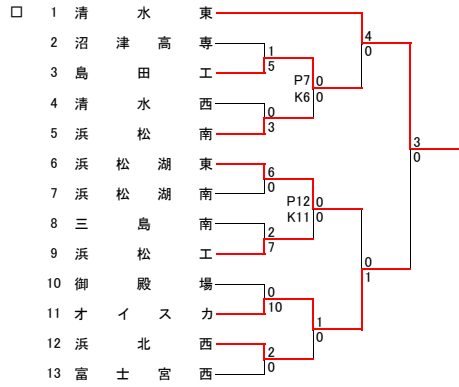 □ 1 清水東
2 沼津高専
3 島田工
4 清水西
5 浜松南
6 浜松湖東
7 浜松湖南
8 三島南
9 浜松工
10 御殿場
11 オイスカ
12 浜北西
13 富士宮西
1
5
0
3
6
0
2
7
0
10
2
0
P7 0
K6 0
P12 0
K11 0
1
0
4
0
0
1
3
0